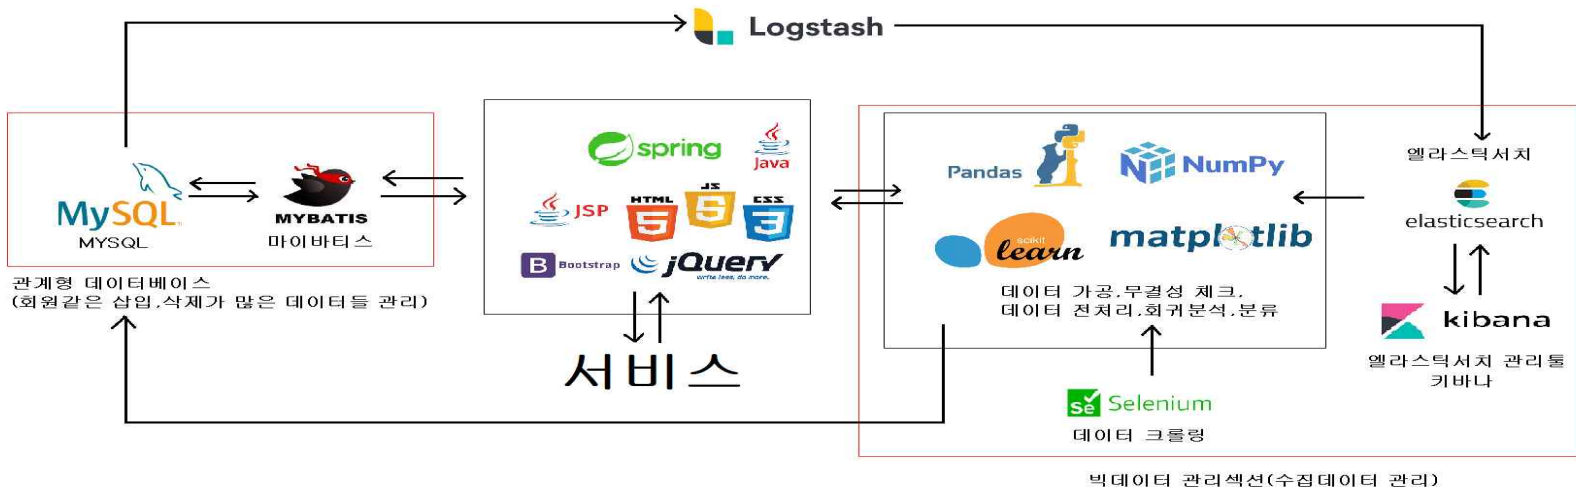 Logstash
MySQL
MYSQL
MYBATIS
마이바티스
관계형 데이터베이스
(회원같은 삽입,삭제가 많은 데이터들 관리)
spring
Java
JSP
HTML
5
JS
5
CSS
3
B Bootstrap
jQuery
write less, do more.
서비스
Pandas
NumPy
scikit
learn
matplotlib
데이터 가공,무결성 체크,
데이터 전처리,회귀분석,분류
Se Selenium
데이터 크롤링
엘라스틱서치
elasticsearch
kibana
엘라스틱서치 관리툴
키바나
빅데이터 관리섹션(수집데이터 관리)